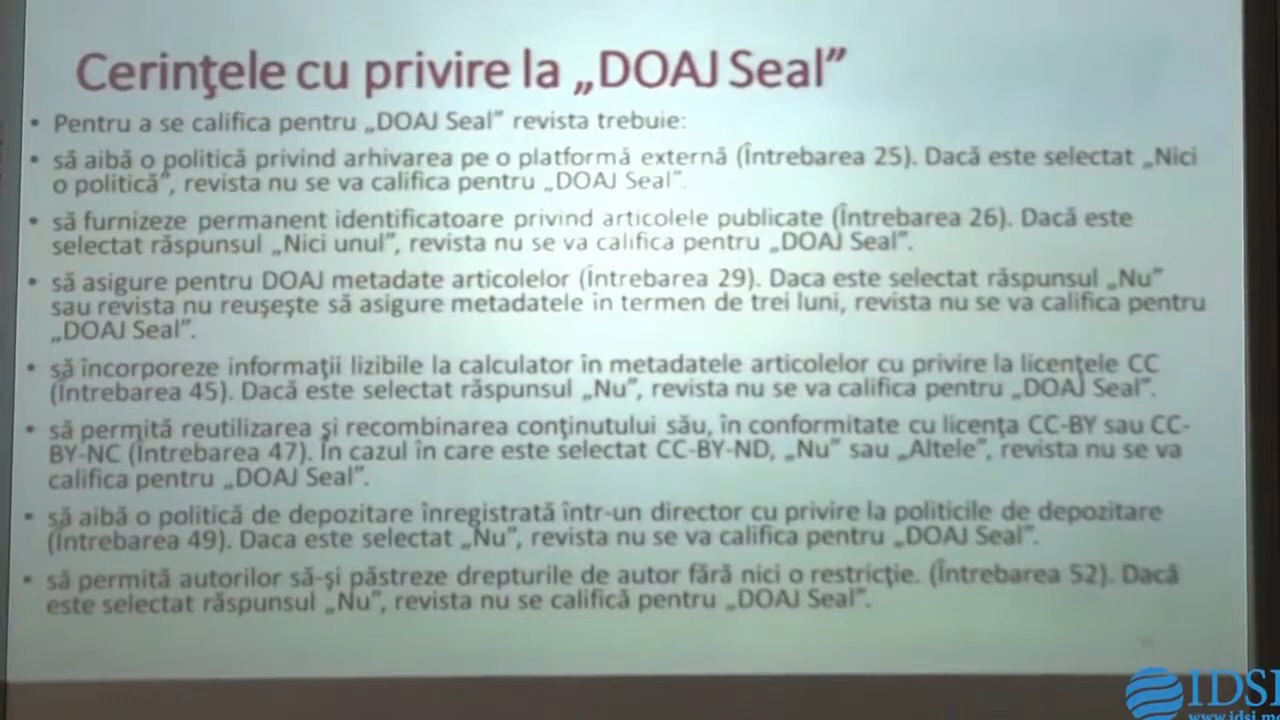 Cerinţele cu privire la „DOAJ Seal”
• Pentru a se califica pentru „DOAJ Seal” revista trebuie:
• să aibă o politică privind arhivarea pe o platformă externă (Întrebarea 25). Dacă este selectat „Nici
o politică”, revista nu se va califica pentru „DOAJ Seal”.
• să furnizeze permanent identificatoare privind articolele publicate (Întrebarea 26). Dacă este
selectat răspunsul „Nici unul”, revista nu se va califica pentru „DOAJ Seal”.
• să asigure pentru DOAJ metadate articolelor (Întrebarea 29). Daca este selectat răspunsul „Nu”
sau revista nu reuşeşte să asigure metadatele in termen de trei luni, revista nu se va califica pentru
„DOAJ Seal”.
• să încorporeze informaţii lizibile la calculator în metadatele articolelor cu privire la licenţele CC
(Întrebarea 45). Dacă este selectat răspunsul „Nu”, revista nu se va califica pentru „DOAJ Seal”.
• să permită reutilizarea şi recombinarea conţinutului său, în conformitate cu licenţa CC-BY sau CC-
BY-NC (Întrebarea 47). În cazul în care este selectat CC-BY-ND, „Nu” sau „Altele”, revista nu se va
califica pentru „DOAJ Seal”.
• să aibă o politică de depozitare înregistrată într-un director cu privire la politicile de depozitare
(Întrebarea 49). Daca este selectat „Nu”, revista nu se va califica pentru „DOAJ Seal”.
• să permită autorilor să-şi păstreze drepturile de autor fără nici o restricţie. (Întrebarea 52). Dacă
este selectat răspunsul „Nu”, revista nu se califică pentru „DOAJ Seal”.
IDSI